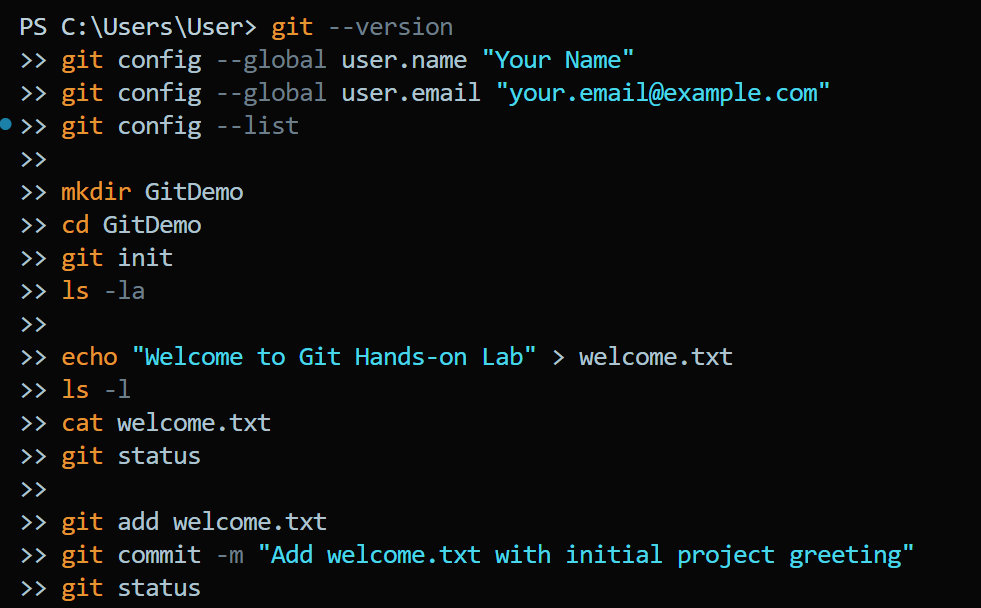 PS C:\Users\User> git --version
>> git config --global user.name "Your Name"
>> git config --global user.email "your.email@example.com"
>> git config --list
>>
>> mkdir GitDemo
>> cd GitDemo
>> git init
>> ls -la
>>
>> echo "Welcome to Git Hands-on Lab" > welcome.txt
>> ls -l
>> cat welcome.txt
>> git status
>>
>> git add welcome.txt
>> git commit -m "Add welcome.txt with initial project greeting"
>> git status